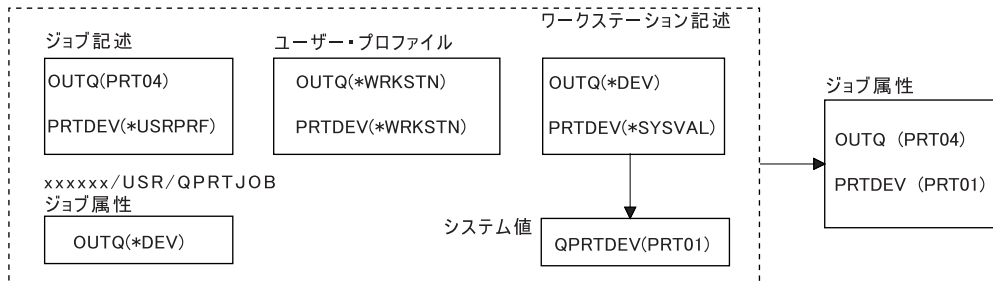 ジョブ記述
OUTQ(PRT04)
PRTDEV(*USRPRF)
ユーザー・プロファイル
OUTQ(*WRKSTN)
PRTDEV(*WRKSTN)
ワークステーション記述
OUTQ(*DEV)
PRTDEV(*SYSVAL)
xxxxxx/USR/QPRTJOB
ジョブ属性
OUTQ(*DEV)
システム値
QPRTDEV(PRT01)
ジョブ属性
OUTQ (PRT04)
PRTDEV (PRT01)